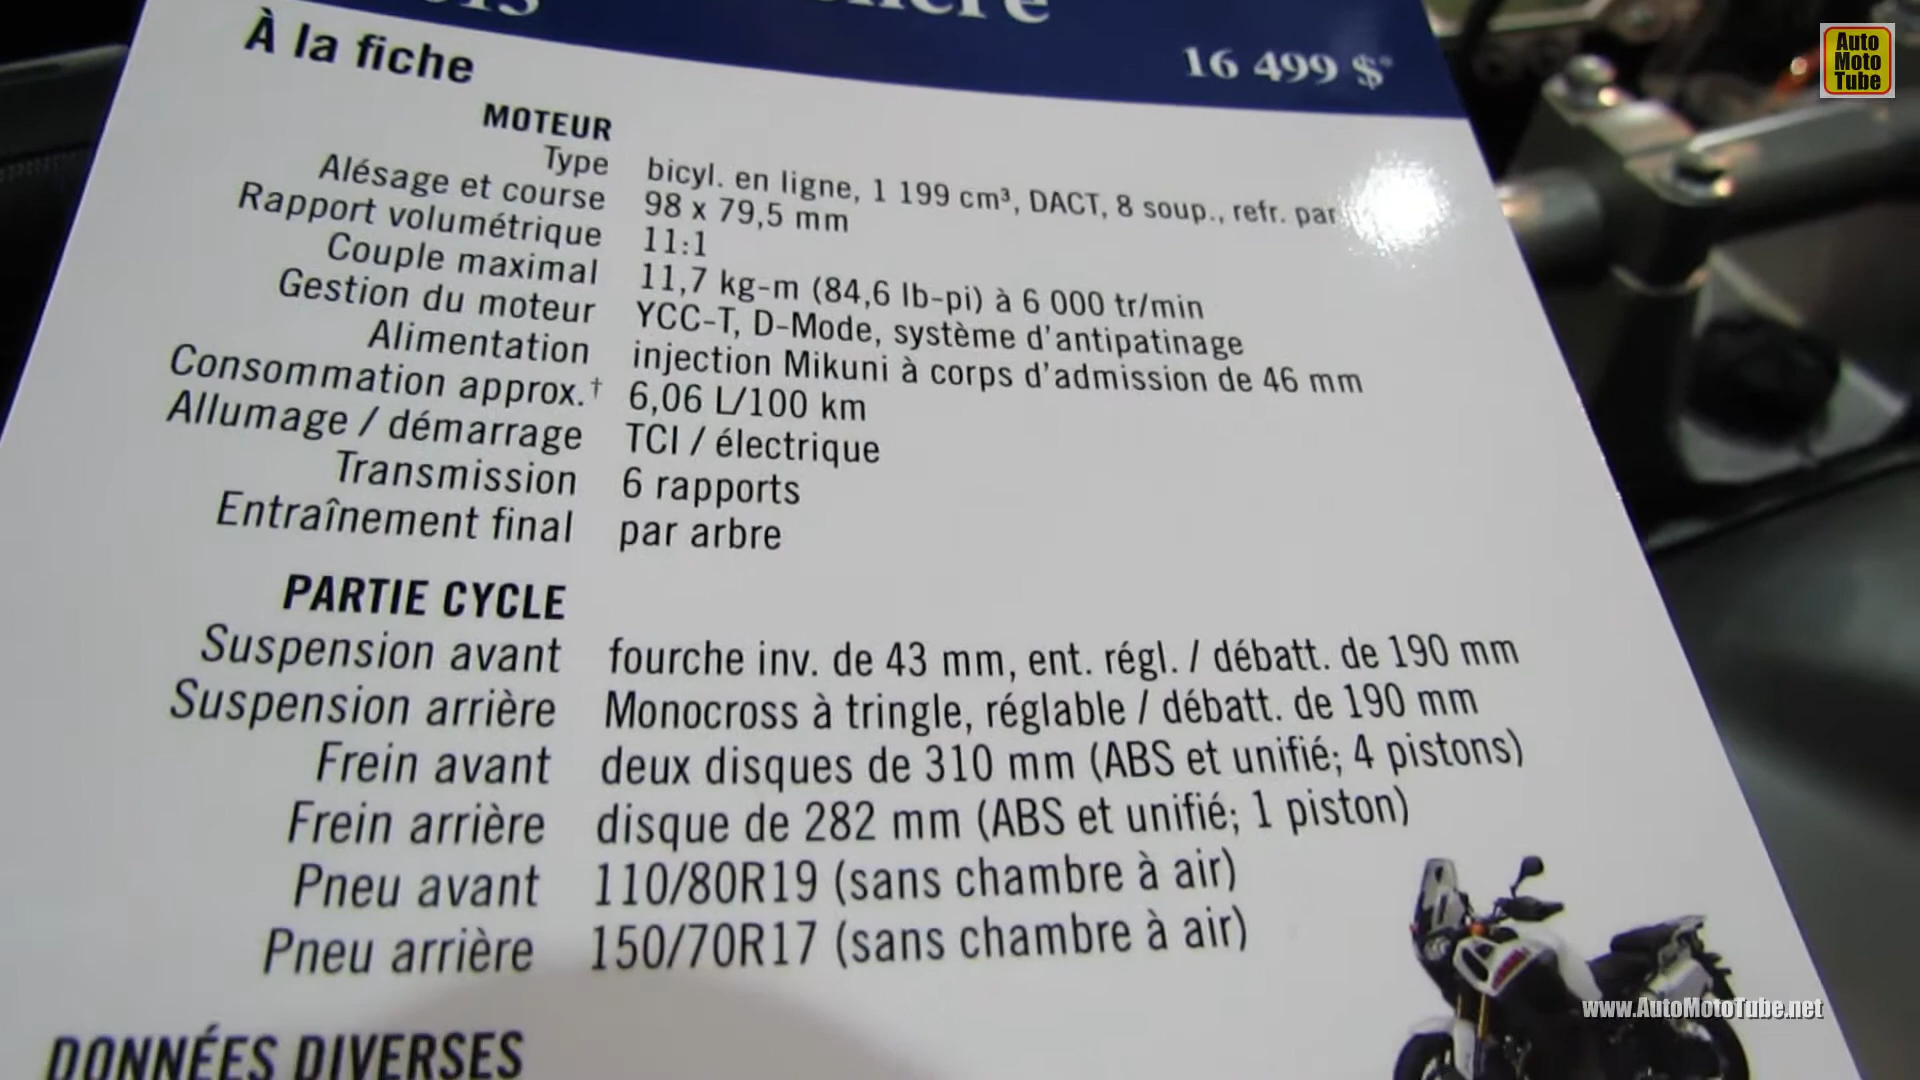 Auto
Moto
Tube
16 499 $*
À la fiche
MOTEUR
Type bicyl. en ligne, 1 199 cm³, DACT, 8 soup., refr. par
Alésage et course 98 x 79,5 mm
Rapport volumétrique 11:1
Couple maximal 11,7 kg-m (84,6 lb-pi) à 6 000 tr/min
Gestion du moteur YCC-T, D-Mode, système d'antipatinage
Alimentation injection Mikuni à corps d'admission de 46 mm
Consommation approx.† 6,06 L/100 km
Allumage / démarrage TCI / électrique
Transmission 6 rapports
Entraînement final par arbre
PARTIE CYCLE
Suspension avant fourche inv. de 43 mm, ent. régl. / débatt. de 190 mm
Suspension arrière Monocross à tringle, réglable / débatt. de 190 mm
Frein avant deux disques de 310 mm (ABS et unifié; 4 pistons)
Frein arrière disque de 282 mm (ABS et unifié; 1 piston)
Pneu avant 110/80R19 (sans chambre à air)
Pneu arrière 150/70R17 (sans chambre à air)
DONNÉES DIVERSES
www.AutoMotoTube.net